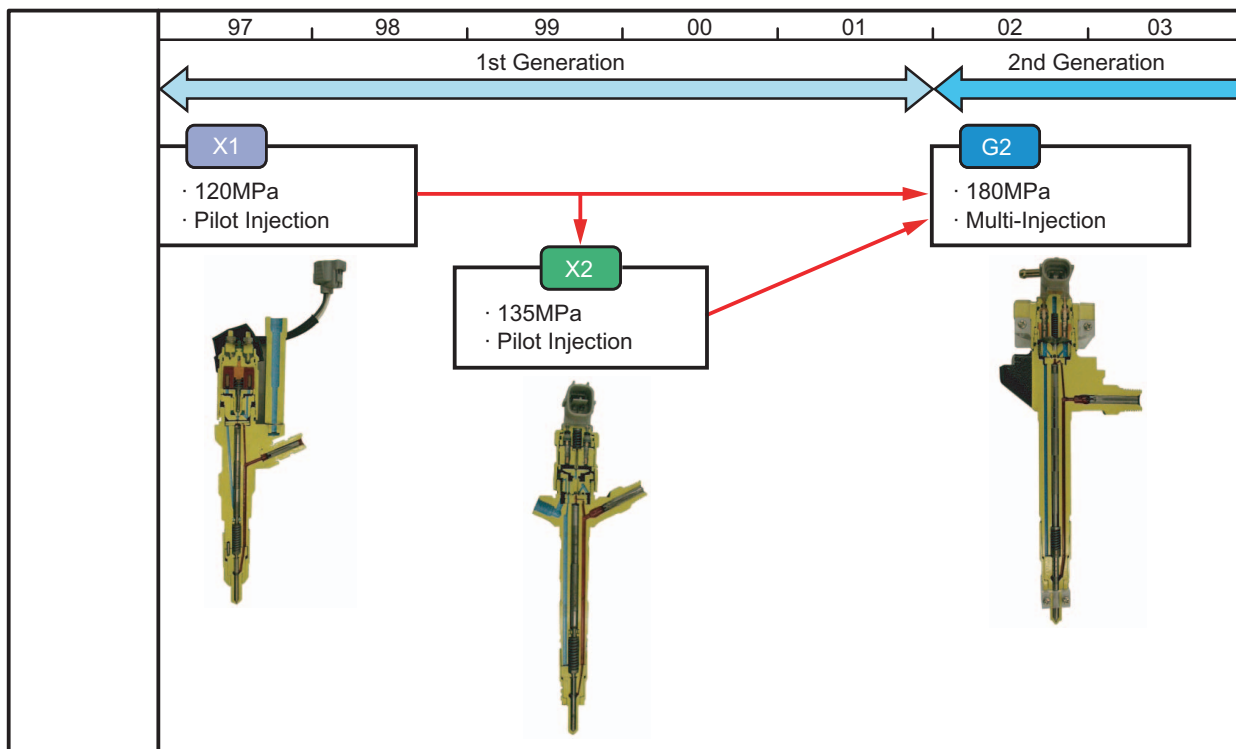 97
98
99
00
01
02
03
1st Generation
2nd Generation
X1
· 120MPa
· Pilot Injection
X2
· 135MPa
· Pilot Injection
G2
· 180MPa
· Multi-Injection